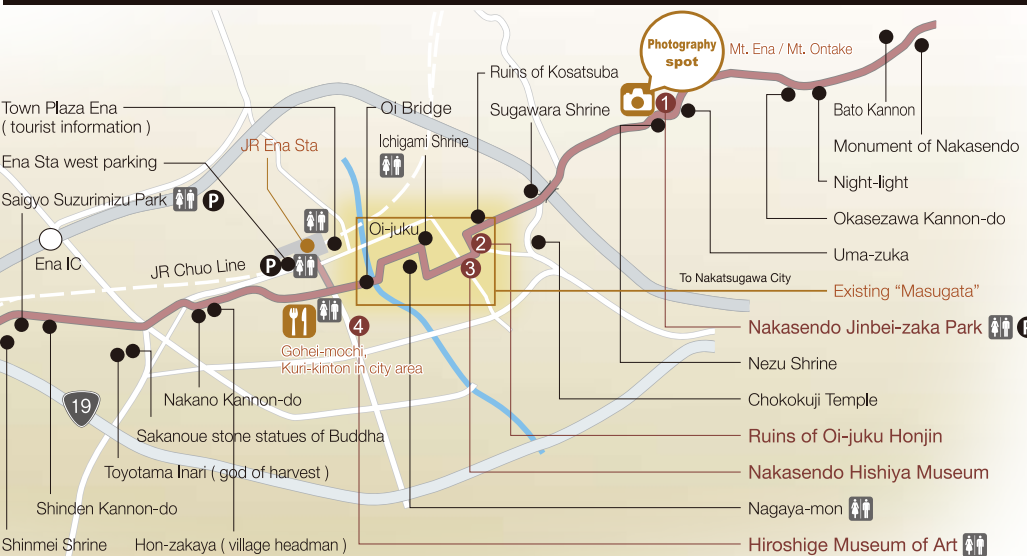 Photography
spot
Mt. Ena / Mt. Ontake
Ruins of Kosatsuba
Town Plaza Ena
( tourist information )
Oi Bridge
Sugawara Shrine
Bato Kannon
JR Ena Sta
Ichigami Shrine
Monument of Nakasendo
Ena Sta west parking
Night-light
Saigyo Suzurimizu Park P
Okasezawa Kannon-do
Oi-juku
1
2
3
4
Uma-zuka
Ena IC
JR Chuo Line
P
To Nakatsugawa City
Existing “Masugata”
Nakasendo Jinbei-zaka Park P
Gohei-mochi,
Kuri-kinton in city area
Nezu Shrine
19
Nakano Kannon-do
Chokokuji Temple
Sakanoue stone statues of Buddha
Ruins of Oi-juku Honjin
Toyotama Inari ( god of harvest )
Nakasendo Hishiya Museum
Shinden Kannon-do
Nagaya-mon
Shinmei Shrine
Hon-zakaya ( village headman )
Hiroshige Museum of Art